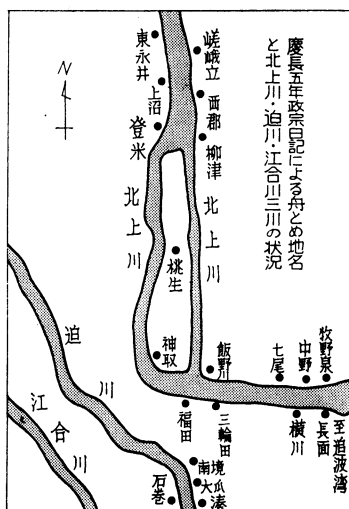 慶長五年政宗日記による舟とめ地名
と北上川・迫川・江合川三川の状況
N
嵯峨立
西郡
柳津
北上川
東永井
上沼
登米
北上川
桃生
神取
飯野川
七尾
中野
牧野泉
至追波湾
長面
横川
三輪田
福田
迫川
江合川
南境
大瓜
湊
石巻